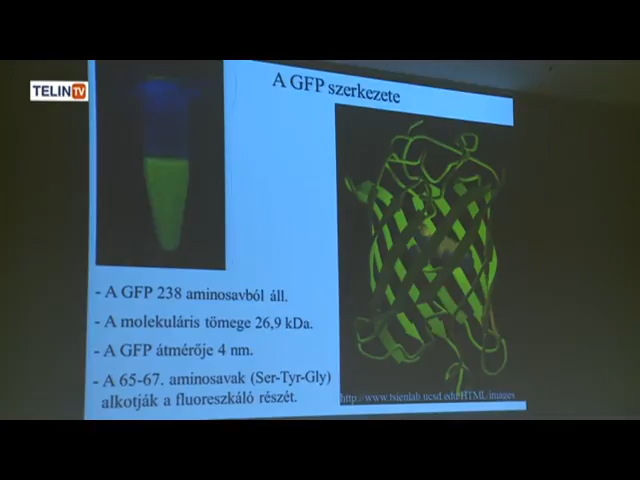 TELIN TV
A GFP szerkezete
- A GFP 238 aminosavból áll.
- A molekuláris tömege 26,9 kDa.
- A GFP átmérője 4 nm.
- A 65-67. aminosavak (Ser-Tyr-Gly)
alkotják a fluoreszkáló részét.
http://www.tsienlab.ucsd.edu/HTML/images